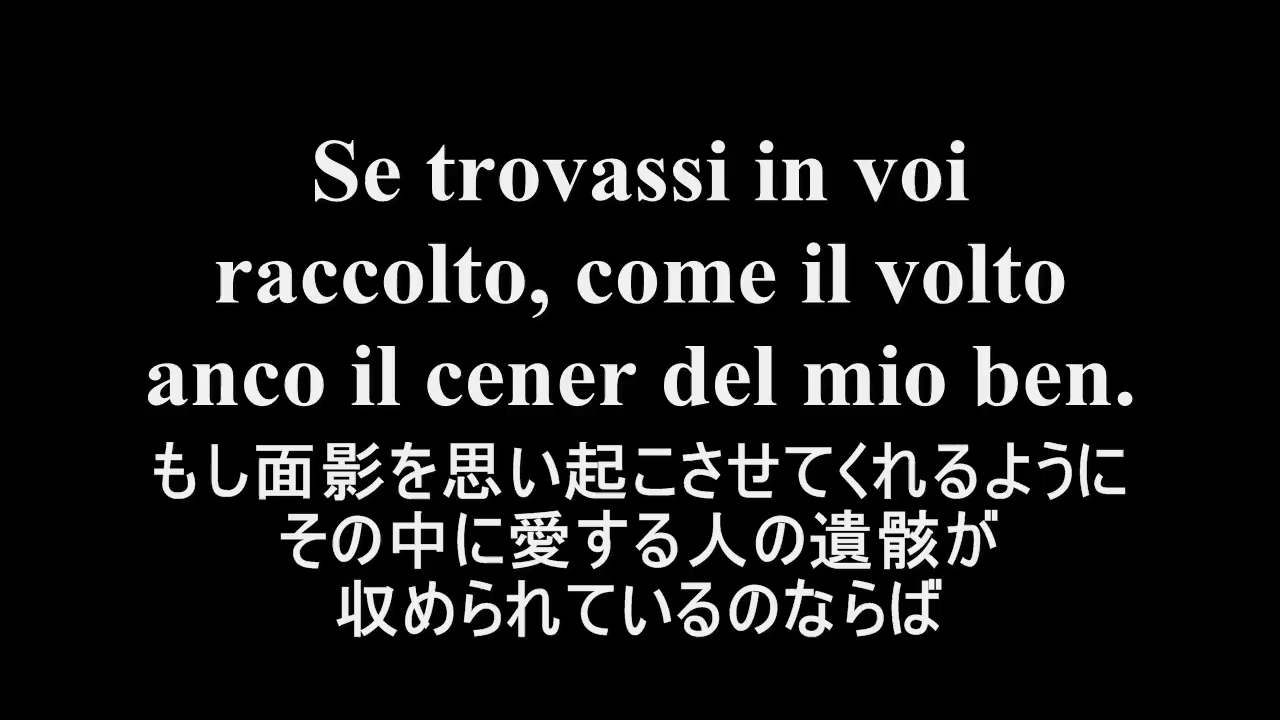 Se trovassi in voi
raccolto, come il volto
anco il cener del mio ben.
もし面影を思い起こさせてくれるように
その中に愛する人の遺骸が
収められているのならば